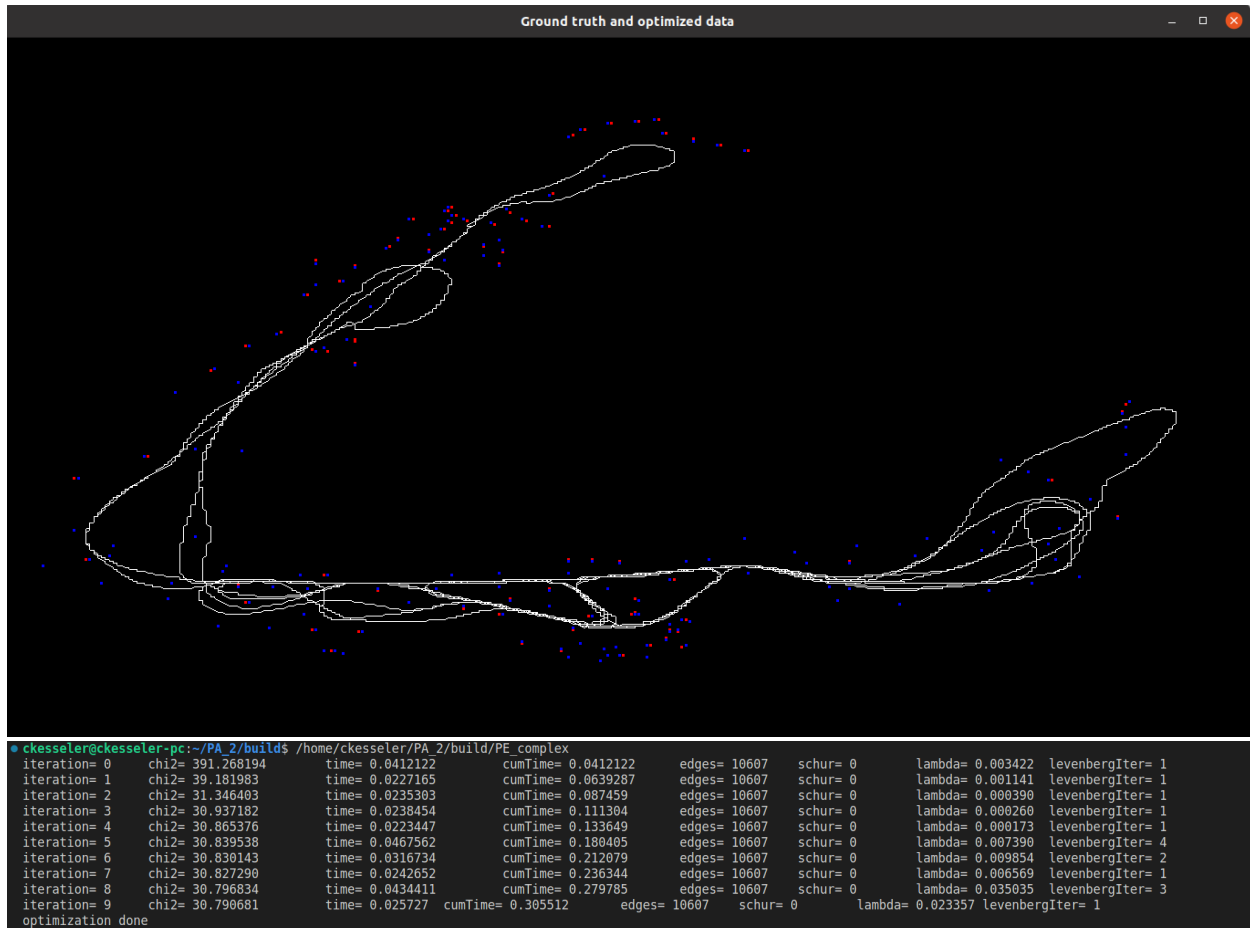 Ground truth and optimized data
ckesseler@ckesseler-pc:~/PA_2/build$ /home/ckesseler/PA_2/build/PE_complex
iteration= 0 chi2= 391.268194 time= 0.0412122 cumTime= 0.0412122 edges= 10607 schur= 0 lambda= 0.003422 levenbergIter= 1
iteration= 1 chi2= 39.181983 time= 0.0227165 cumTime= 0.0639287 edges= 10607 schur= 0 lambda= 0.001141 levenbergIter= 1
iteration= 2 chi2= 31.346403 time= 0.0235303 cumTime= 0.087459 edges= 10607 schur= 0 lambda= 0.000390 levenbergIter= 1
iteration= 3 chi2= 30.937182 time= 0.0238454 cumTime= 0.111304 edges= 10607 schur= 0 lambda= 0.000260 levenbergIter= 1
iteration= 4 chi2= 30.865376 time= 0.0223447 cumTime= 0.133649 edges= 10607 schur= 0 lambda= 0.000173 levenbergIter= 1
iteration= 5 chi2= 30.839538 time= 0.0467562 cumTime= 0.180405 edges= 10607 schur= 0 lambda= 0.007390 levenbergIter= 4
iteration= 6 chi2= 30.830143 time= 0.0316734 cumTime= 0.212079 edges= 10607 schur= 0 lambda= 0.009854 levenbergIter= 2
iteration= 7 chi2= 30.827290 time= 0.0242652 cumTime= 0.236344 edges= 10607 schur= 0 lambda= 0.006569 levenbergIter= 1
iteration= 8 chi2= 30.796834 time= 0.0434411 cumTime= 0.279785 edges= 10607 schur= 0 lambda= 0.035035 levenbergIter= 3
iteration= 9 chi2= 30.790681 time= 0.025727 cumTime= 0.305512 edges= 10607 schur= 0 lambda= 0.023357 levenbergIter= 1
optimization done